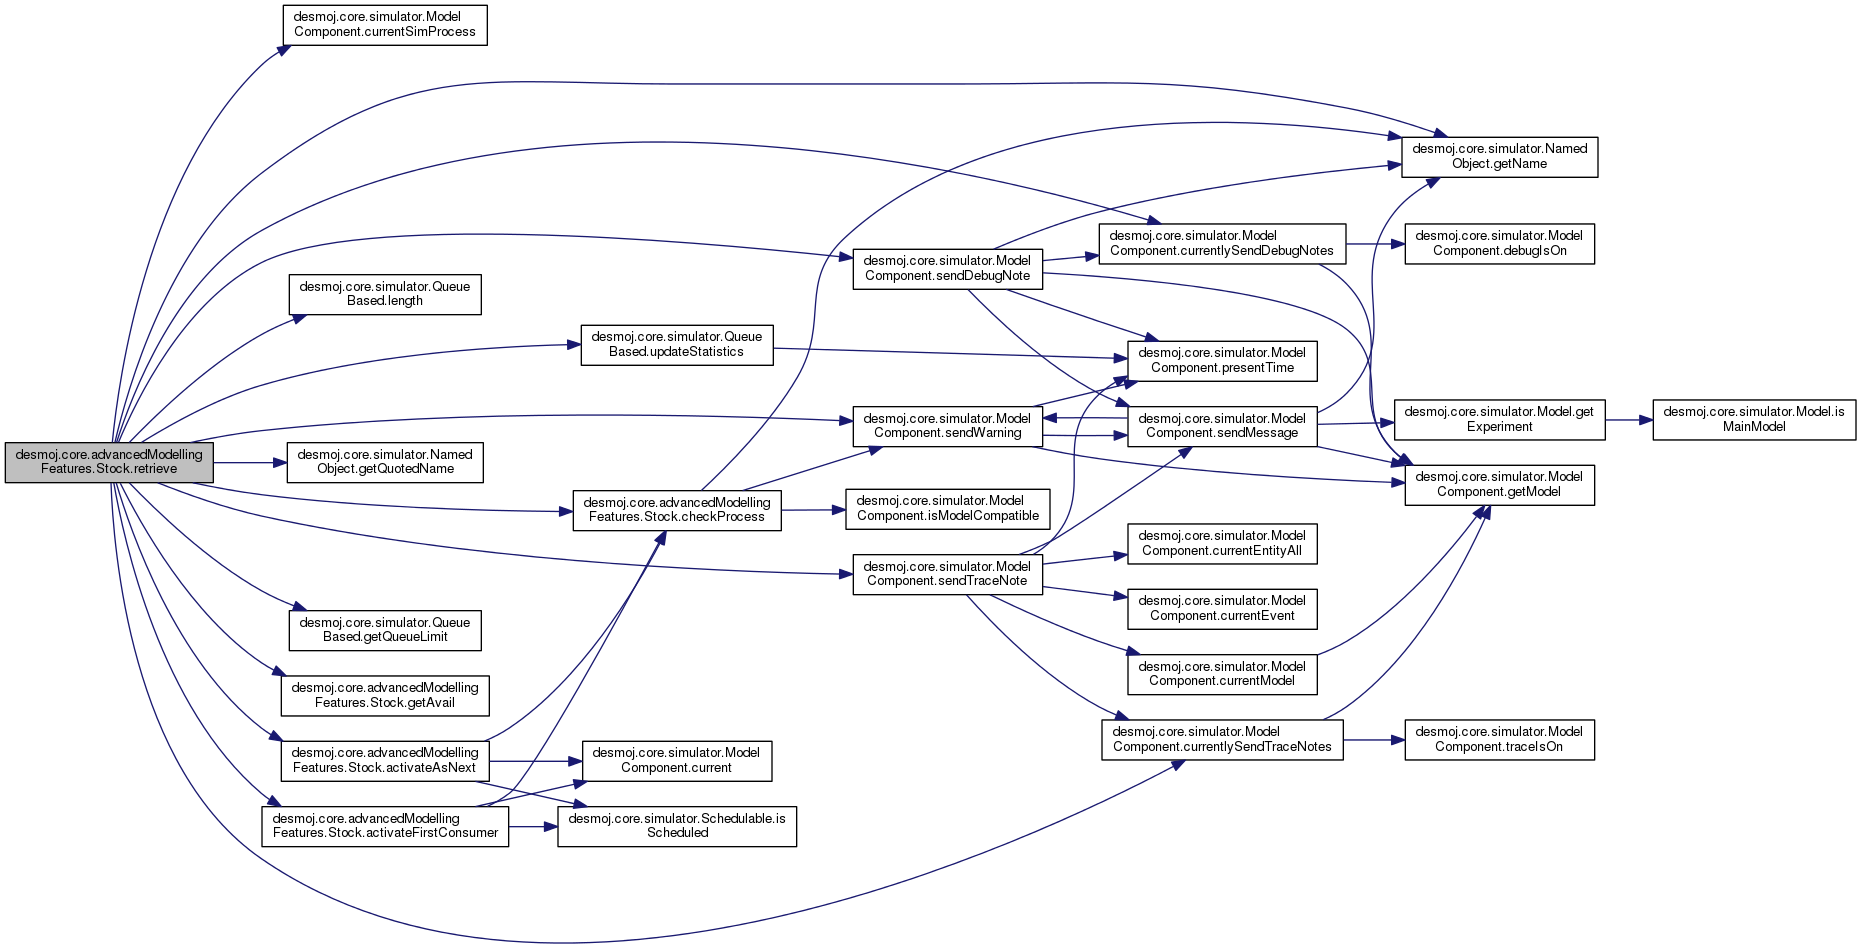 desmoj.core.simulator.Model
Component.currentSimProcess
desmoj.core.simulator.Named
Object.getName
desmoj.core.simulator.Model
Component.currentlySendDebugNotes
desmoj.core.simulator.Model
Component.debugIsOn
desmoj.core.simulator.Model
Component.sendDebugNote
desmoj.core.simulator.Queue
Based.length
desmoj.core.simulator.Queue
Based.updateStatistics
desmoj.core.simulator.Model
Component.presentTime
desmoj.core.simulator.Model
Component.sendWarning
desmoj.core.simulator.Model
Component.sendMessage
desmoj.core.simulator.Model.get
Experiment
desmoj.core.simulator.Model.is
MainModel
desmoj.core.advancedModelling
Features.Stock.retrieve
desmoj.core.simulator.Named
Object.getQuotedName
desmoj.core.simulator.Model
Component.getModel
desmoj.core.advancedModelling
Features.Stock.checkProcess
desmoj.core.simulator.Model
Component.isModelCompatible
desmoj.core.simulator.Model
Component.currentEntityAll
desmoj.core.simulator.Model
Component.sendTraceNote
desmoj.core.simulator.Model
Component.currentEvent
desmoj.core.simulator.Queue
Based.getQueueLimit
desmoj.core.simulator.Model
Component.currentModel
desmoj.core.advancedModelling
Features.Stock.getAvail
desmoj.core.simulator.Model
Component.currentlySendTraceNotes
desmoj.core.simulator.Model
Component.traceIsOn
desmoj.core.advancedModelling
Features.Stock.activateAsNext
desmoj.core.simulator.Model
Component.current
desmoj.core.advancedModelling
Features.Stock.activateFirstConsumer
desmoj.core.simulator.Schedulable.is
Scheduled